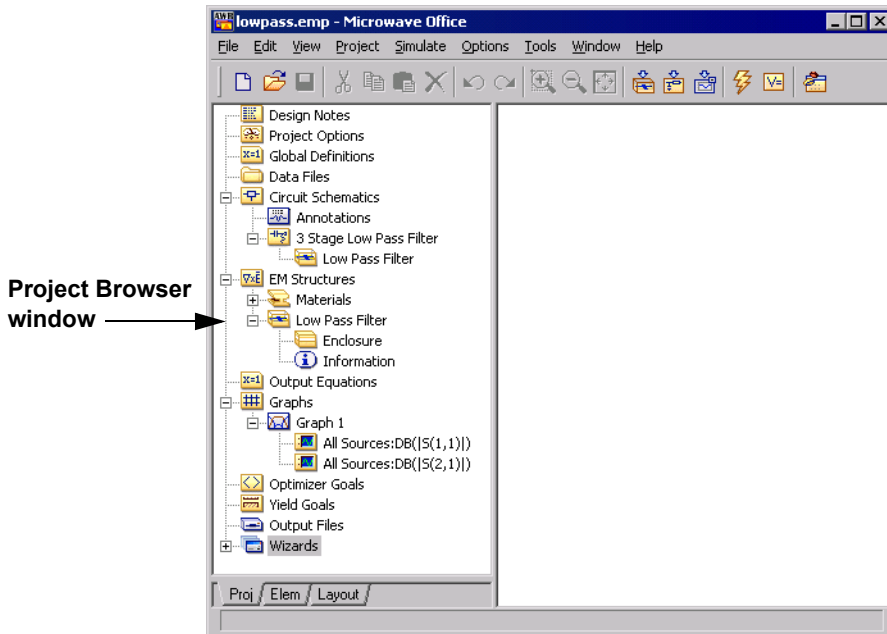 lowpass.emp - Microwave Office
File Edit View Project Simulate Options Tools Window Help
Design Notes
Project Options
X=1 Global Definitions
Data Files
Circuit Schematics
Annotations
3 Stage Low Pass Filter
Low Pass Filter
∇xE EM Structures
Materials
Project Browser
window
Low Pass Filter
Enclosure
Information
X=1 Output Equations
Graphs
Graph 1
All Sources:DB(|S(1,1)|)
All Sources:DB(|S(2,1)|)
Optimizer Goals
Yield Goals
Output Files
Wizards
Proj Elem Layout